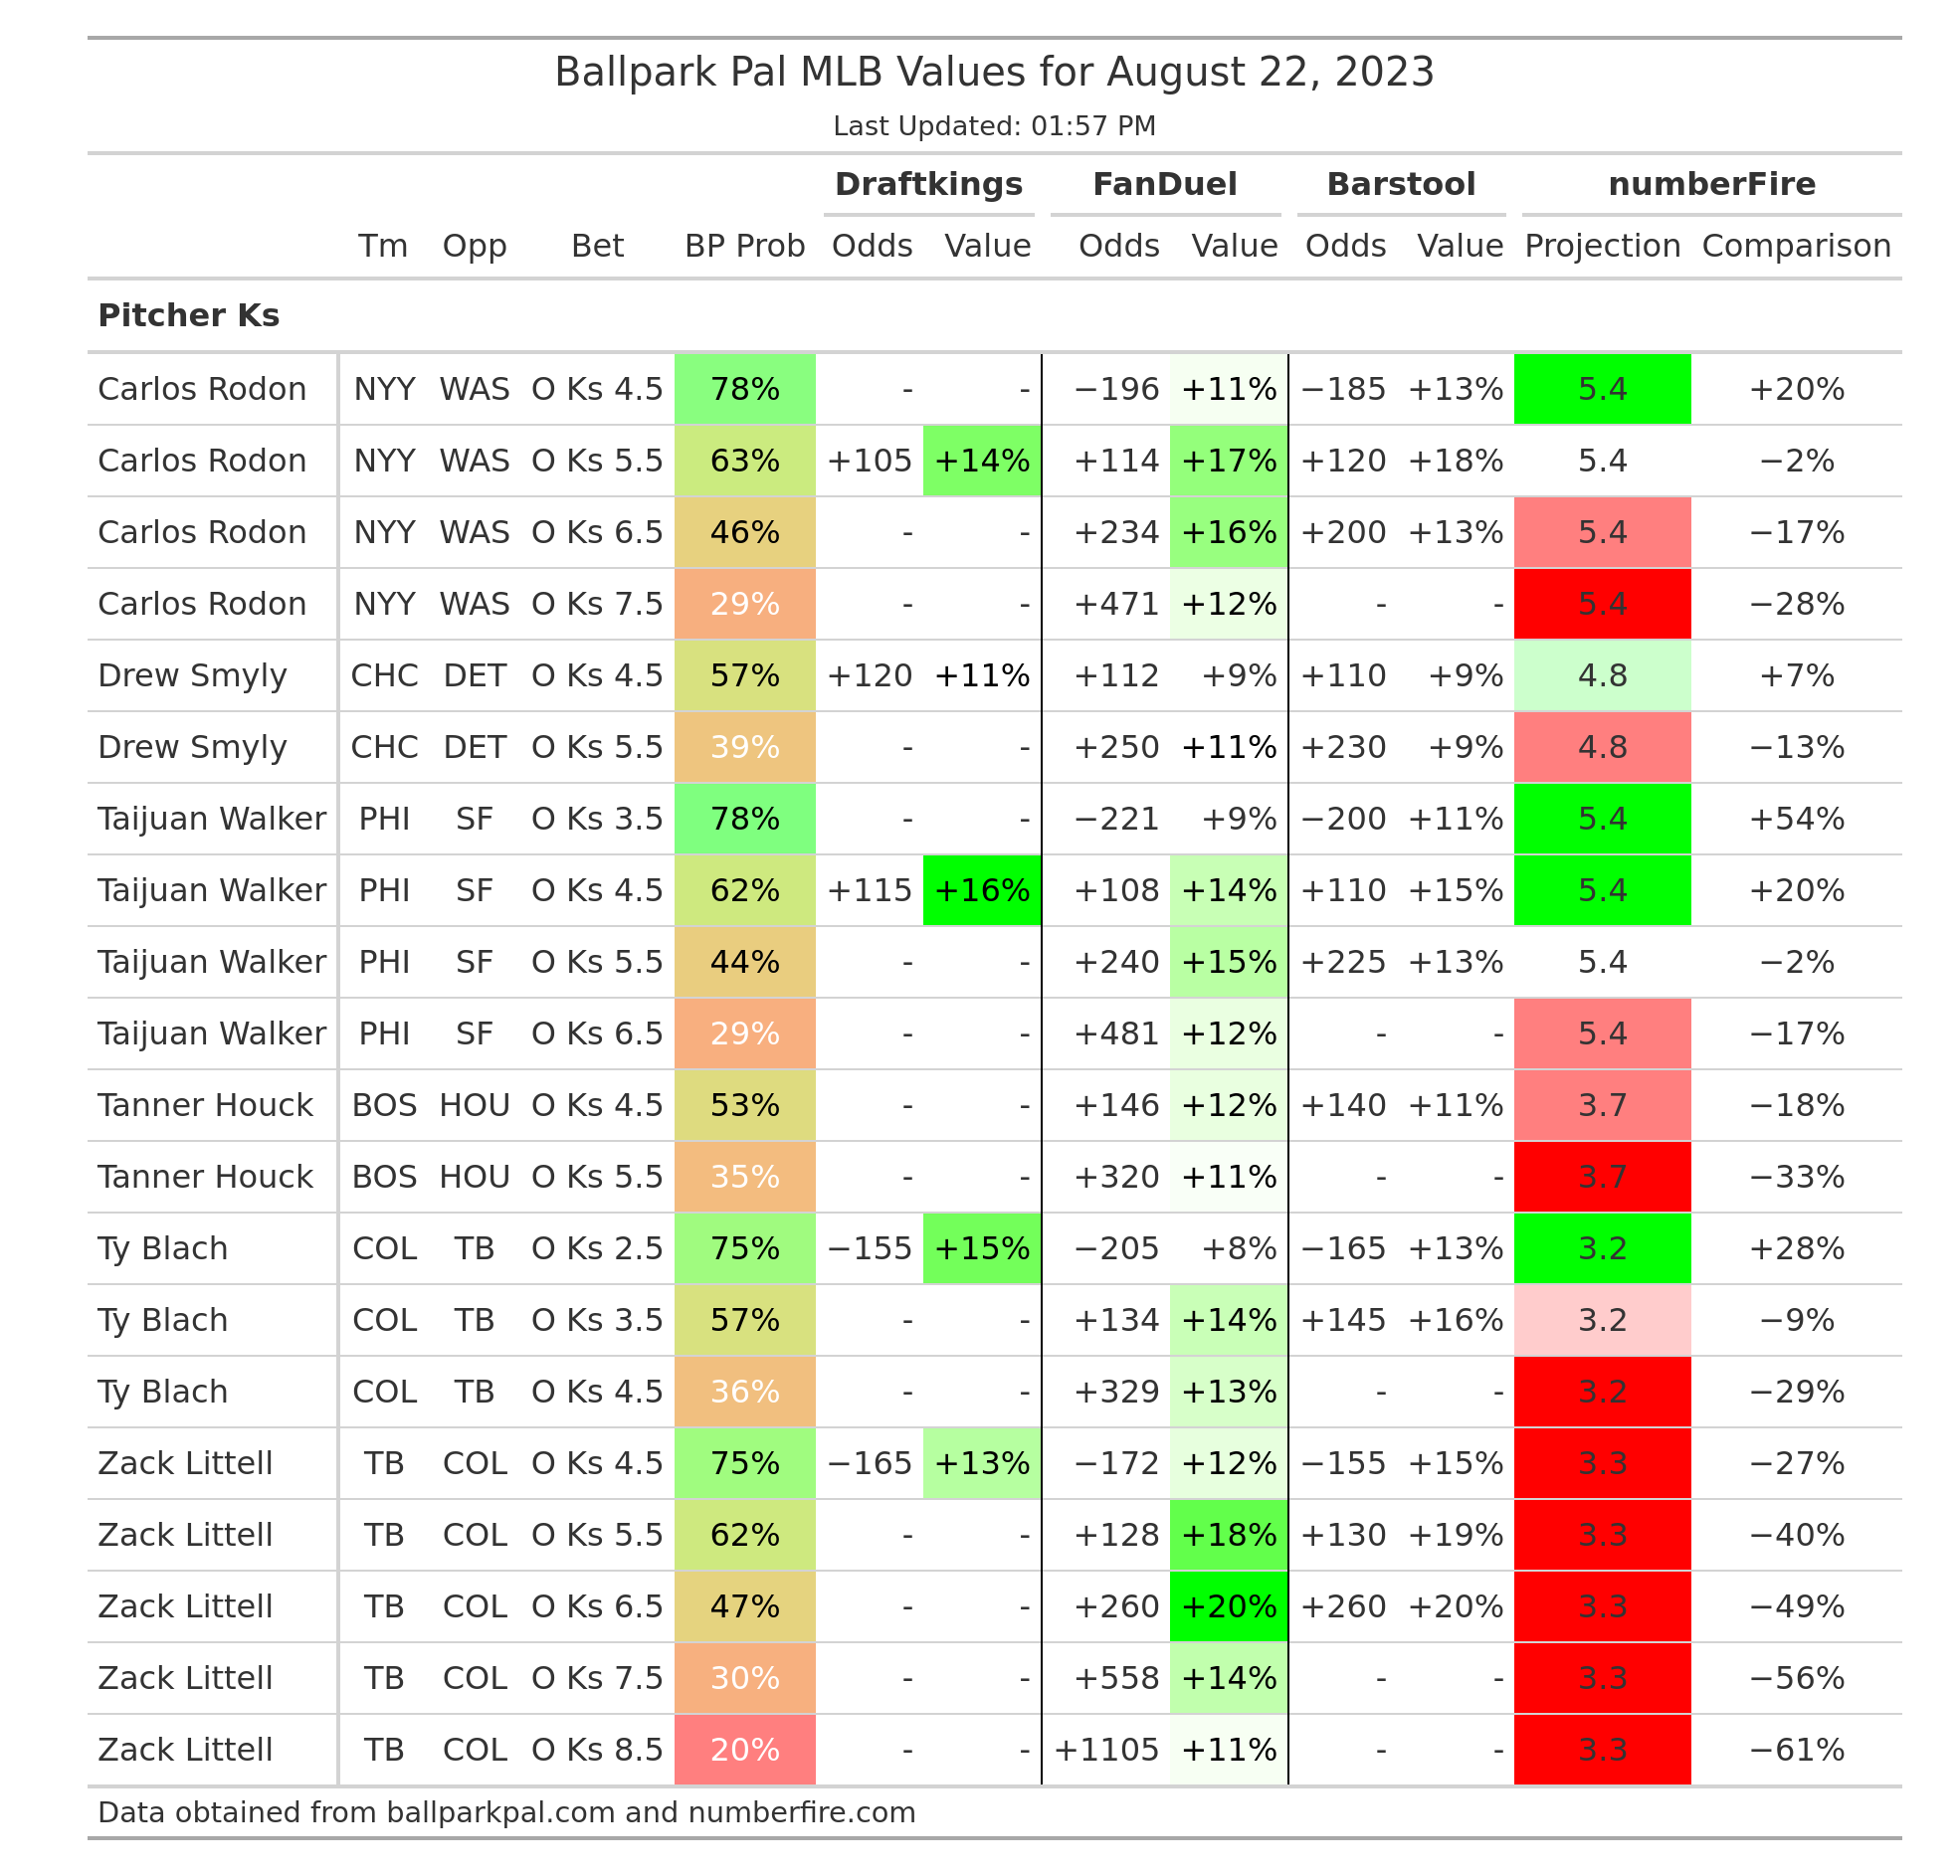 Ballpark Pal MLB Values for August 22, 2023
Last Updated: 01:57 PM
Draftkings FanDuel Barstool numberFire
Tm Opp Bet BP Prob Odds Value Odds Value Odds Value Projection Comparison
Pitcher Ks
Carlos Rodon NYY WAS O Ks 4.5 78% - - −196 +11% −185 +13% 5.4 +20%
Carlos Rodon NYY WAS O Ks 5.5 63% +105 +14% +114 +17% +120 +18% 5.4 −2%
Carlos Rodon NYY WAS O Ks 6.5 46% - - +234 +16% +200 +13% 5.4 −17%
Carlos Rodon NYY WAS O Ks 7.5 29% - - +471 +12% - - 5.4 −28%
Drew Smyly CHC DET O Ks 4.5 57% +120 +11% +112 +9% +110 +9% 4.8 +7%
Drew Smyly CHC DET O Ks 5.5 39% - - +250 +11% +230 +9% 4.8 −13%
Taijuan Walker PHI SF O Ks 3.5 78% - - −221 +9% −200 +11% 5.4 +54%
Taijuan Walker PHI SF O Ks 4.5 62% +115 +16% +108 +14% +110 +15% 5.4 +20%
Taijuan Walker PHI SF O Ks 5.5 44% - - +240 +15% +225 +13% 5.4 −2%
Taijuan Walker PHI SF O Ks 6.5 29% - - +481 +12% - - 5.4 −17%
Tanner Houck BOS HOU O Ks 4.5 53% - - +146 +12% +140 +11% 3.7 −18%
Tanner Houck BOS HOU O Ks 5.5 35% - - +320 +11% - - 3.7 −33%
Ty Blach COL TB O Ks 2.5 75% −155 +15% −205 +8% −165 +13% 3.2 +28%
Ty Blach COL TB O Ks 3.5 57% - - +134 +14% +145 +16% 3.2 −9%
Ty Blach COL TB O Ks 4.5 36% - - +329 +13% - - 3.2 −29%
Zack Littell TB COL O Ks 4.5 75% −165 +13% −172 +12% −155 +15% 3.3 −27%
Zack Littell TB COL O Ks 5.5 62% - - +128 +18% +130 +19% 3.3 −40%
Zack Littell TB COL O Ks 6.5 47% - - +260 +20% +260 +20% 3.3 −49%
Zack Littell TB COL O Ks 7.5 30% - - +558 +14% - - 3.3 −56%
Zack Littell TB COL O Ks 8.5 20% - - +1105 +11% - - 3.3 −61%
Data obtained from ballparkpal.com and numberfire.com